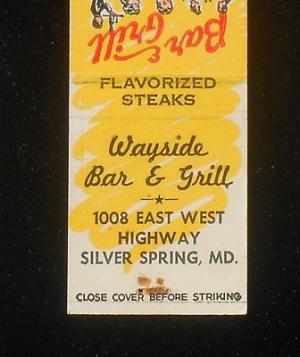 Bar &
Grill
FLAVORIZED
STEAKS
Wayside
Bar & Grill
1008 EAST WEST
HIGHWAY
SILVER SPRING, MD.
CLOSE COVER BEFORE STRIKING